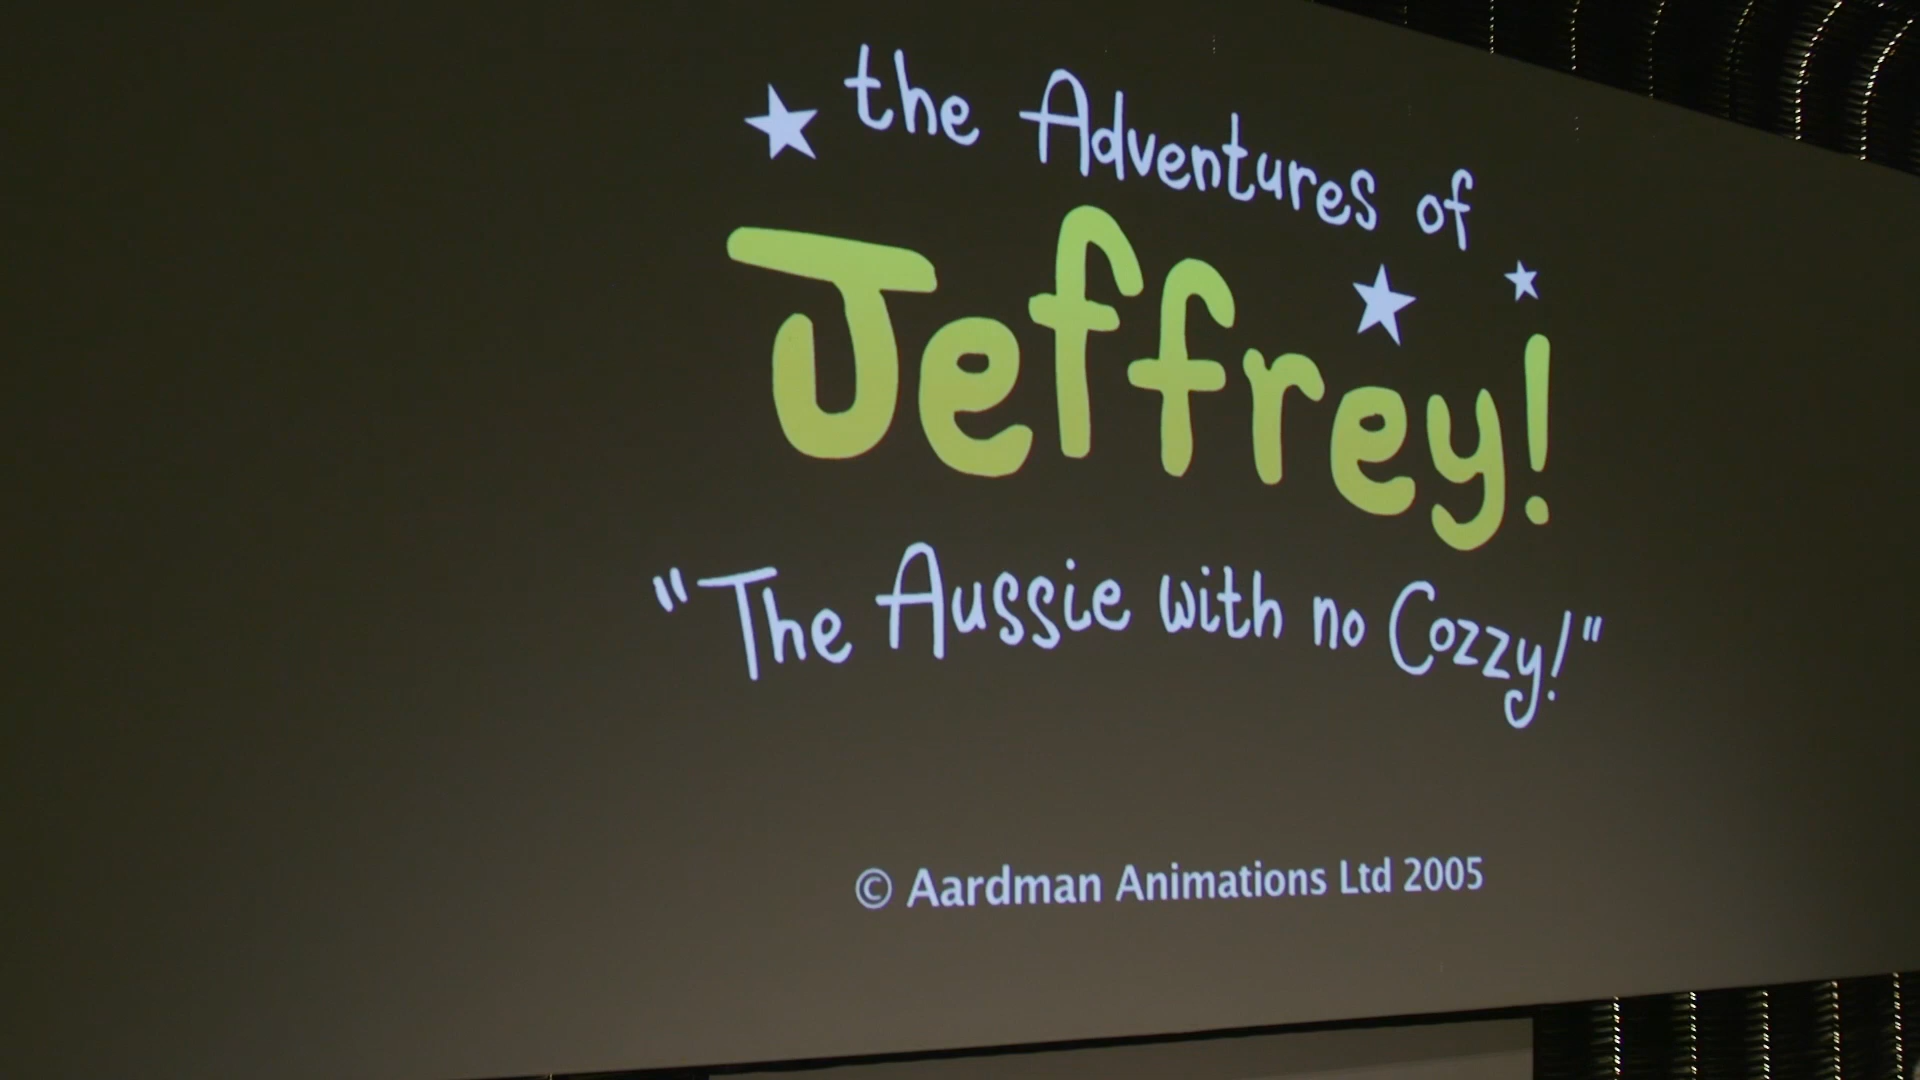 the Adventures of
Jeffrey!
"The Aussie with no Cozzy!"
© Aardman Animations Ltd 2005